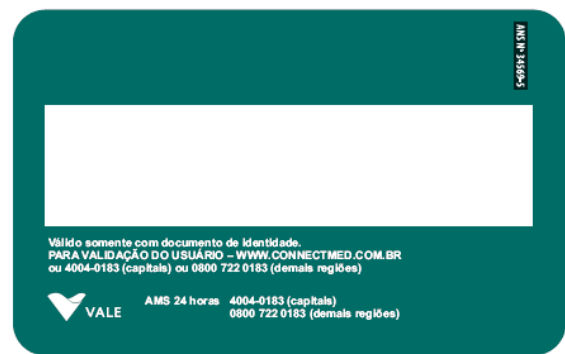 ANS Nº 34569-5
Válido somente com documento de identidade.
PARA VALIDAÇÃO DO USUÁRIO – WWW.CONNECTMED.COM.BR
ou 4004-0183 (capitais) ou 0800 722 0183 (demais regiões)
AMS 24 horas 4004-0183 (capitais)
0800 722 0183 (demais regiões)
VALE